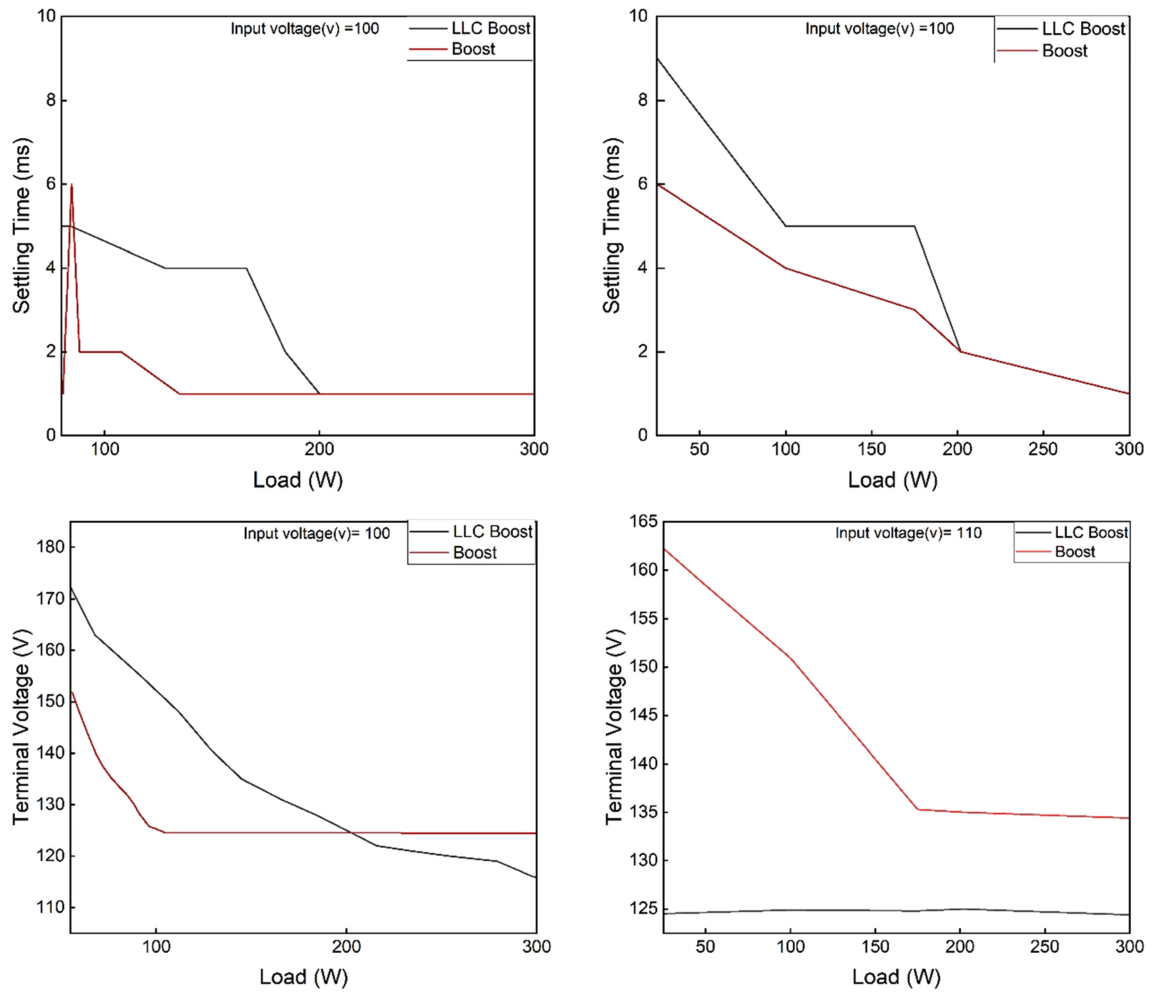 Input voltage(v) =100
LLC Boost
Boost
10
8
6
4
2
0
Settling Time (ms)
100
200
300
Load (W)
Input voltage(v) =100
LLC Boost
Boost
10
8
6
4
2
0
Settling Time (ms)
50
100
150
200
250
300
Load (W)
Input voltage(v)= 100
LLC Boost
Boost
180
170
160
150
140
130
120
110
Terminal Voltage (V)
100
200
300
Load (W)
Input voltage(v)= 110
LLC Boost
Boost
165
160
155
150
145
140
135
130
125
Terminal Voltage (V)
50
100
150
200
250
300
Load (W)